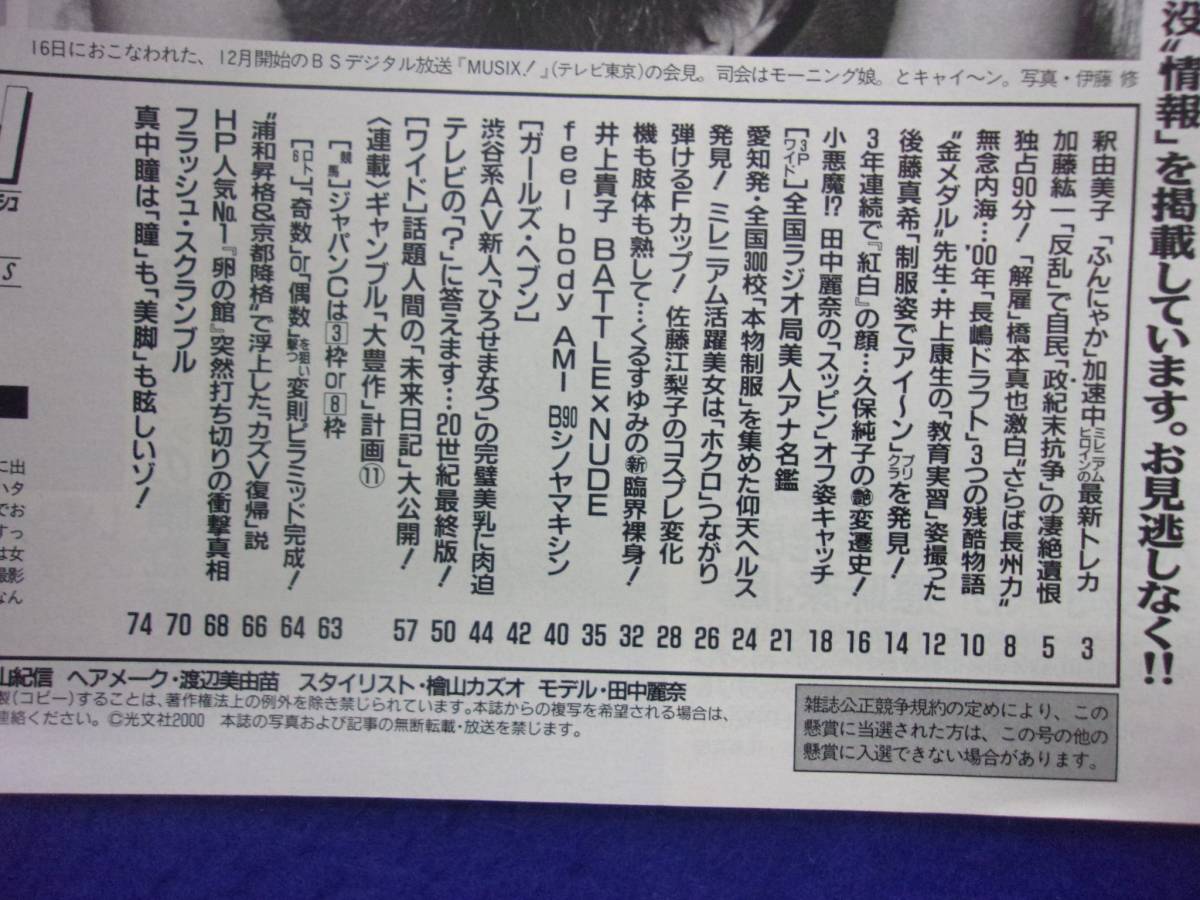 没“情報”を掲載しています。お見逃しなく!!
16日におこなわれた、12月開始のBSデジタル放送『MUSIX!』(テレビ東京)の会見。司会はモーニング娘。とキャイ〜ン。写真・伊藤 修
釈由美子「ふんにゃか」加速中 ミレニアムヒロインの最新トレカ 3
加藤紘一「反乱」で自民「政紀末抗争」の凄絶遺恨 5
独占90分!「解雇」橋本真也激白“さらば長州力” 8
無念内海…'00年「長嶋ドラフト」3つの残酷物語 10
“金メダル”先生・井上康生の「教育実習」姿撮った 12
後藤真希「制服姿でアイ〜ン」プリクラを発見! 14
3年連続で『紅白』の顔…久保純子の艶変遷史! 16
小悪魔!? 田中麗奈の「スッピン」オフ姿キャッチ 18
[3Pワイド]全国ラジオ局美人アナ名鑑 21
愛知発・全国300校「本物制服」を集めた仰天ヘルス 24
発見! ミレニアム活躍美女は「ホクロ」つながり 26
弾けるFカップ! 佐藤江梨子のコスプレ変化 28
機も肢体も熟して…くるすゆみの新臨界裸身! 32
井上貴子 BATTLE×NUDE 35
feel body AMI B90シノヤマキシン 40
[ガールズ・ヘブン] 42
渋谷系AV新人「ひろせまなつ」の完璧美乳に肉迫 44
テレビの「?」に答えます…20世紀最終版! 50
[ワイド]話題人間の「未来日記」大公開! 57
〈連載〉ギャンブル「大豊作」計画⑪
[競馬]ジャパンCは3枠or8枠 63
[ロト6]「奇数」or「偶数」を狙い撃つ変則ピラミッド完成! 64
“浦和昇格&京都降格”で浮上した「カズV復帰」説 66
HP人気No.1『卵の館』突然打ち切りの衝撃真相 68
フラッシュ・スクランブル 70
真中瞳は「瞳」も「美脚」も眩しいゾ! 74
山紀信 ヘアメーク・渡辺美由苗 スタイリスト・檜山カズオ モデル・田中麗奈
製(コピー)することは、著作権法上の例外を除き禁じられています。本誌からの複写を希望される場合は、
連絡ください。©光文社2000 本誌の写真および記事の無断転載・放送を禁じます。
雑誌公正競争規約の定めにより、この
懸賞に当選された方は、この号の他の
懸賞に入選できない場合があります。